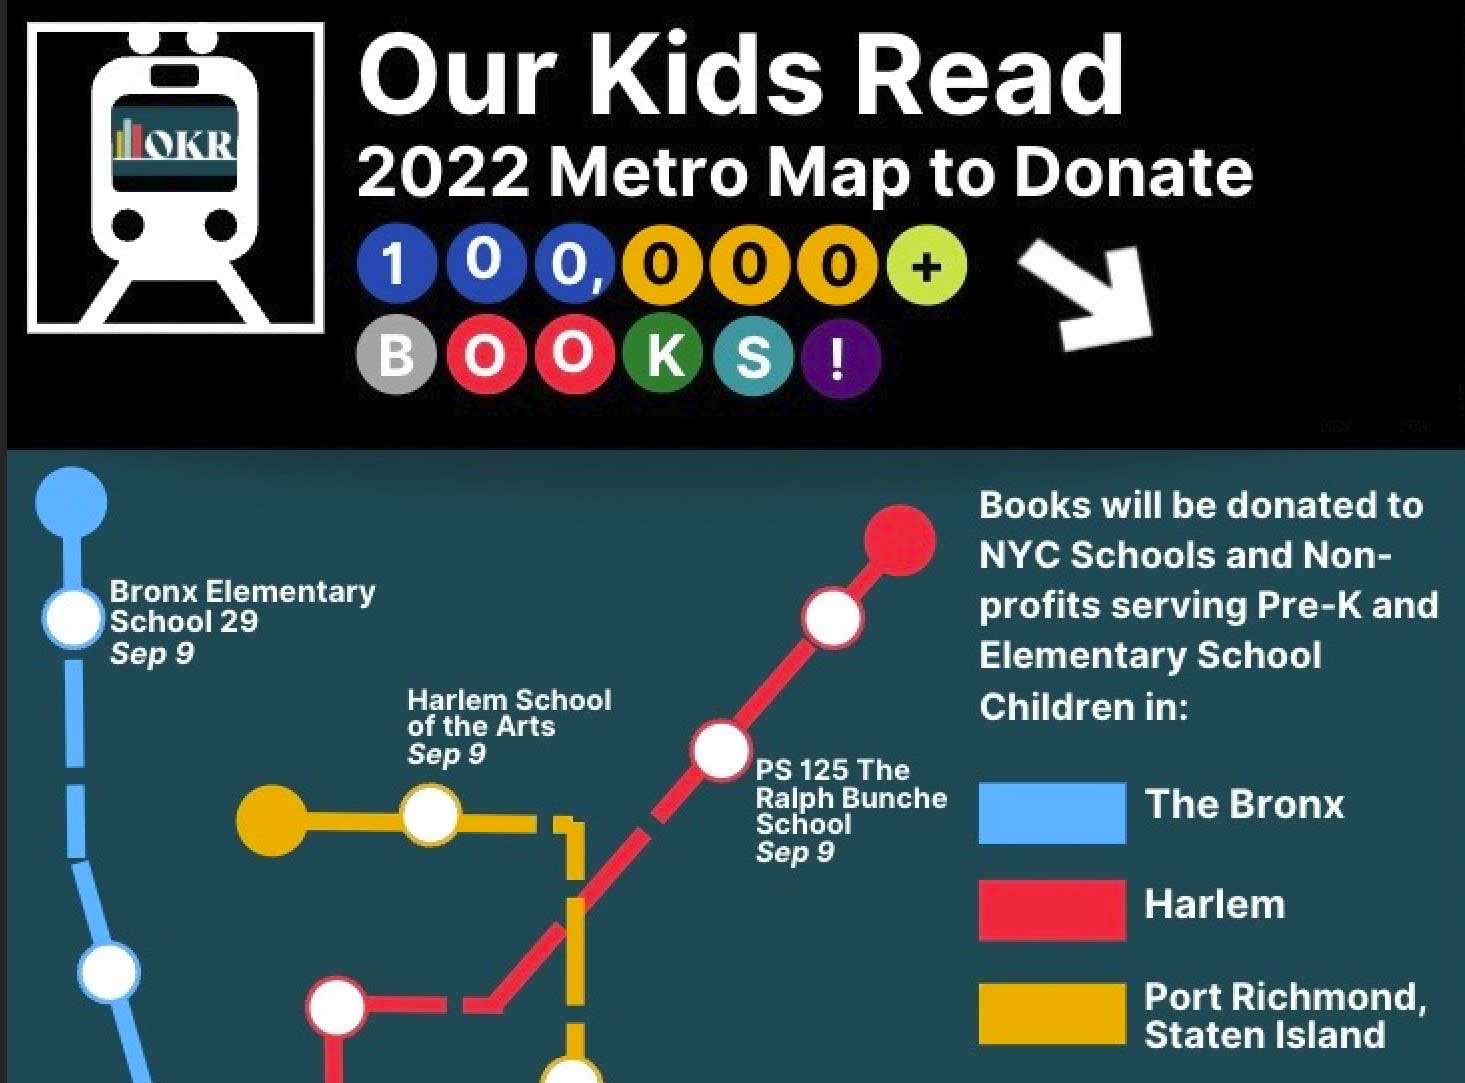 OKR
Our Kids Read
2022 Metro Map to Donate
100,000+
BOOKS!
Bronx Elementary
School 29
Sep 9
Harlem School
of the Arts
Sep 9
PS 125 The
Ralph Bunche
School
Sep 9
Books will be donated to
NYC Schools and Non-
profits serving Pre-K and
Elementary School
Children in:
The Bronx
Harlem
Port Richmond,
Staten Island